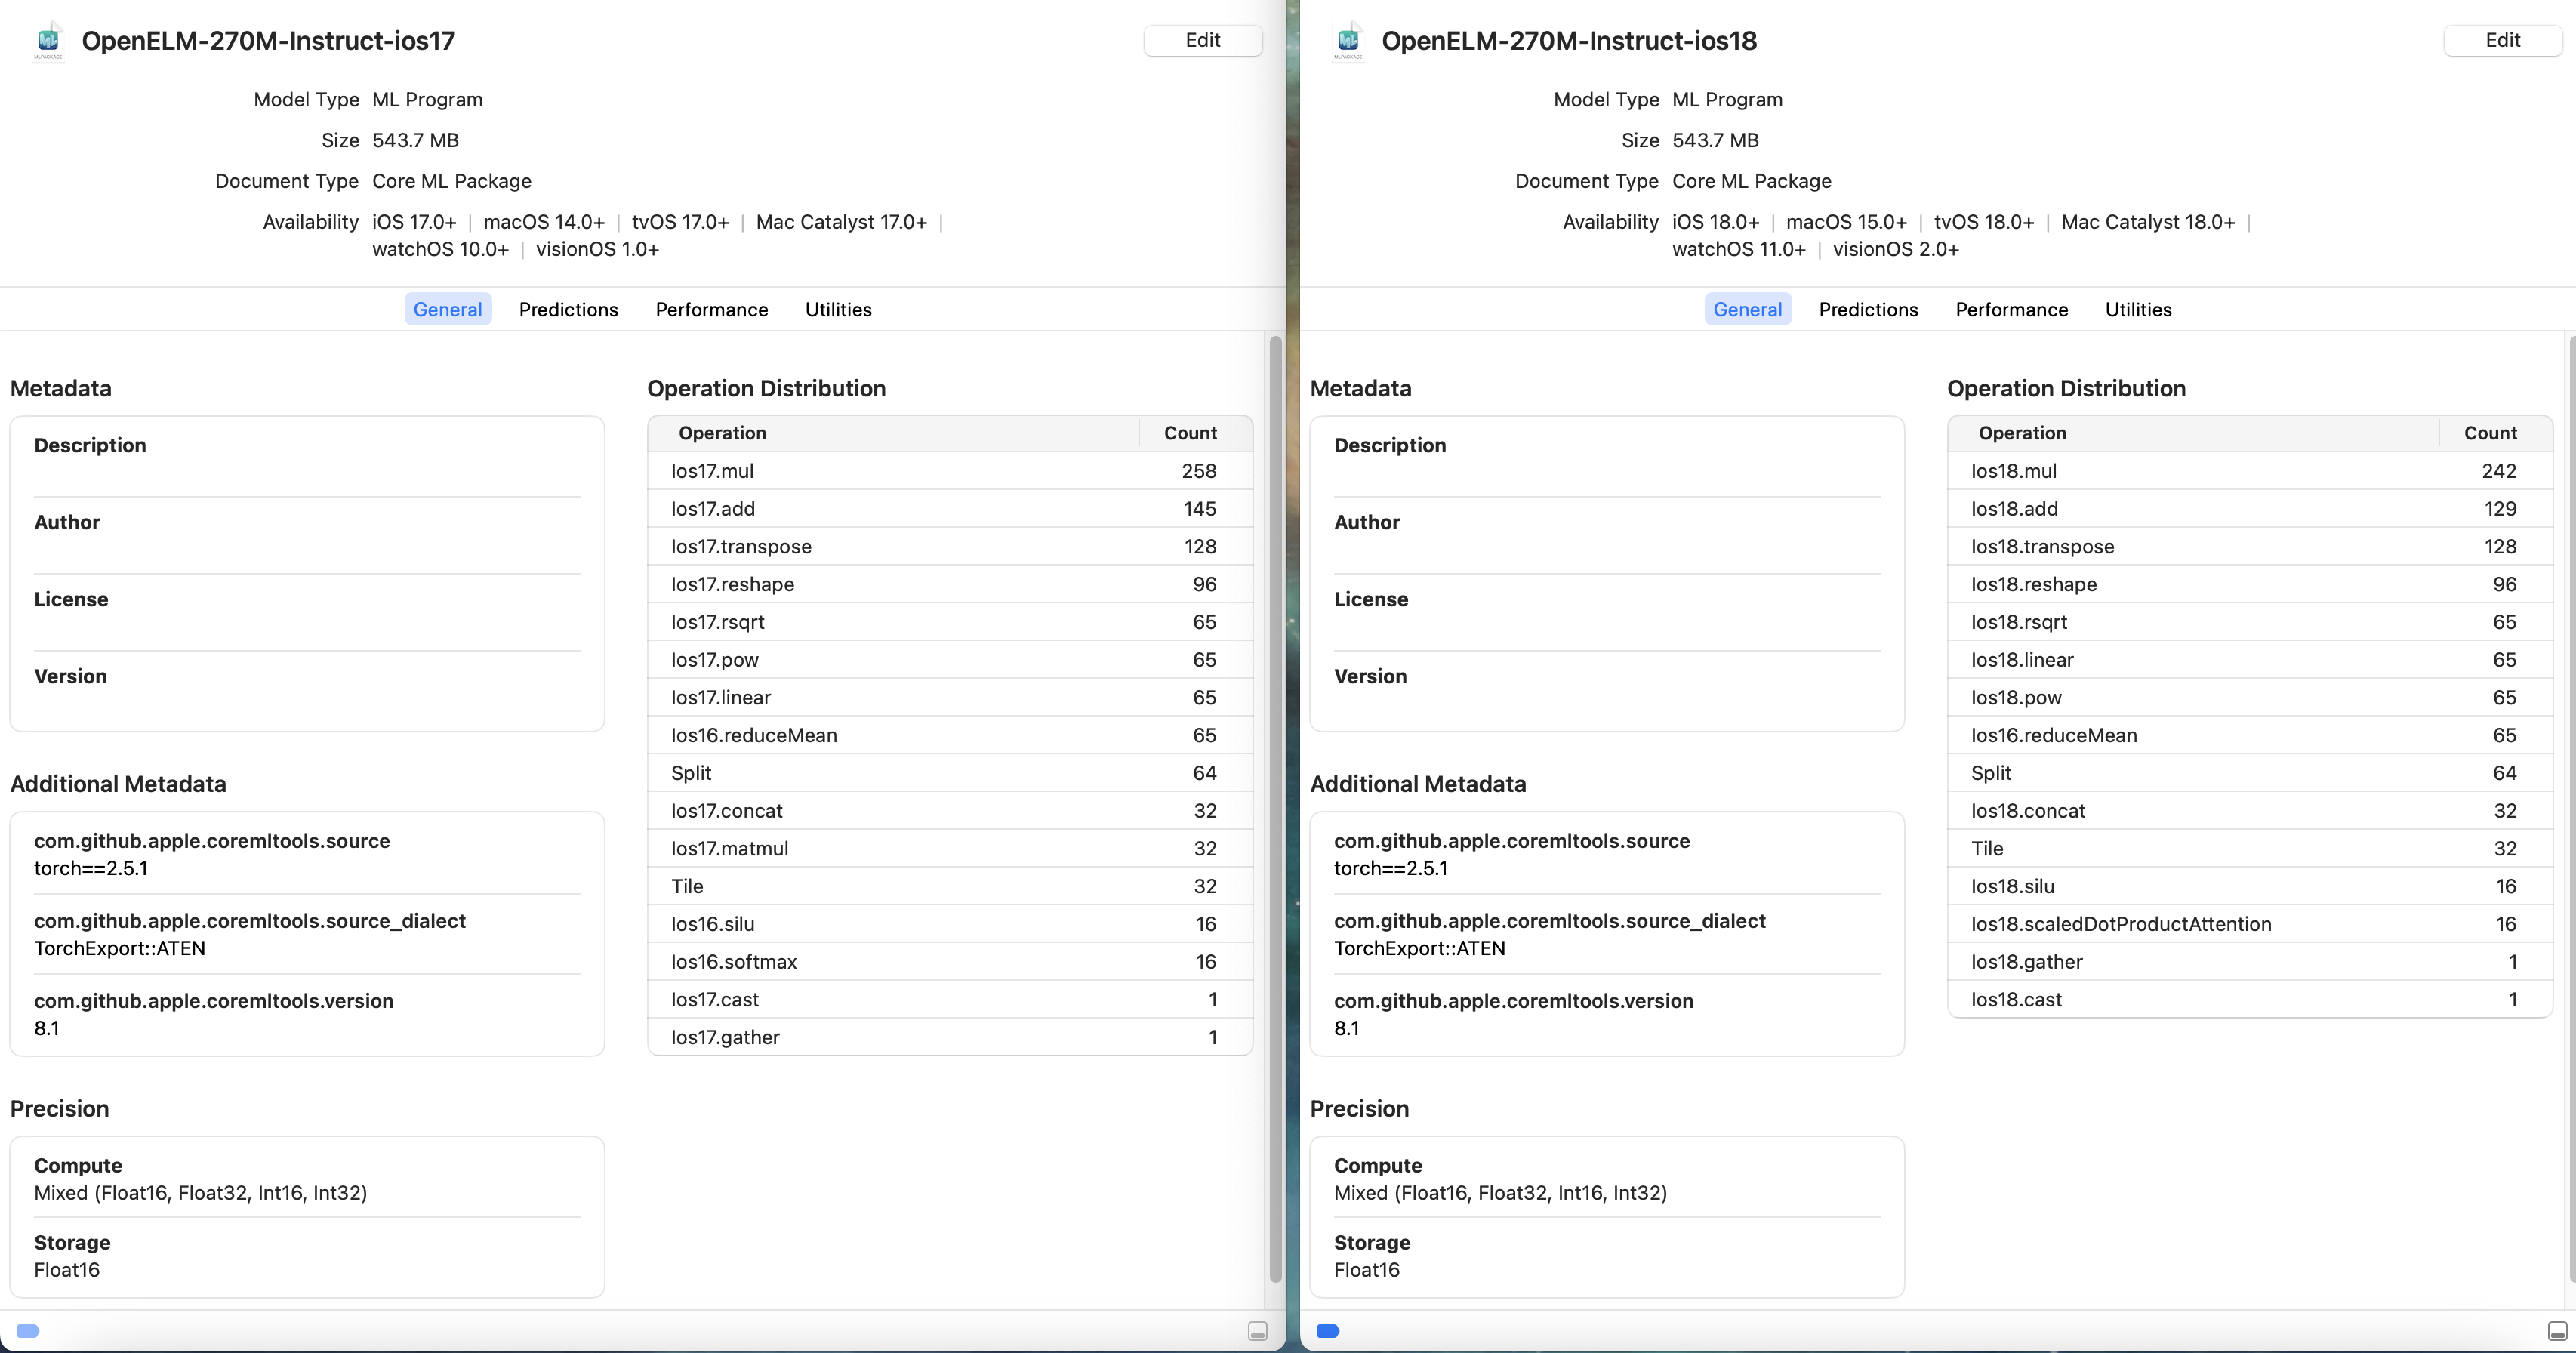 OpenELM-270M-Instruct-ios17
Edit
Model Type ML Program
Size 543.7 MB
Document Type Core ML Package
Availability iOS 17.0+ | macOS 14.0+ | tvOS 17.0+ | Mac Catalyst 17.0+ |
watchOS 10.0+ | visionOS 1.0+
General Predictions Performance Utilities
Metadata
Description
Author
License
Version
Additional Metadata
com.github.apple.coremltools.source
torch==2.5.1
com.github.apple.coremltools.source_dialect
TorchExport::ATEN
com.github.apple.coremltools.version
8.1
Precision
Compute
Mixed (Float16, Float32, Int16, Int32)
Storage
Float16
Operation Distribution
Operation Count
Ios17.mul 258
Ios17.add 145
Ios17.transpose 128
Ios17.reshape 96
Ios17.rsqrt 65
Ios17.pow 65
Ios17.linear 65
Ios16.reduceMean 65
Split 64
Ios17.concat 32
Ios17.matmul 32
Tile 32
Ios16.silu 16
Ios16.softmax 16
Ios17.cast 1
Ios17.gather 1
OpenELM-270M-Instruct-ios18
Edit
Model Type ML Program
Size 543.7 MB
Document Type Core ML Package
Availability iOS 18.0+ | macOS 15.0+ | tvOS 18.0+ | Mac Catalyst 18.0+ |
watchOS 11.0+ | visionOS 2.0+
General Predictions Performance Utilities
Metadata
Description
Author
License
Version
Additional Metadata
com.github.apple.coremltools.source
torch==2.5.1
com.github.apple.coremltools.source_dialect
TorchExport::ATEN
com.github.apple.coremltools.version
8.1
Precision
Compute
Mixed (Float16, Float32, Int16, Int32)
Storage
Float16
Operation Distribution
Operation Count
Ios18.mul 242
Ios18.add 129
Ios18.transpose 128
Ios18.reshape 96
Ios18.rsqrt 65
Ios18.linear 65
Ios18.pow 65
Ios16.reduceMean 65
Split 64
Ios18.concat 32
Tile 32
Ios18.silu 16
Ios18.scaledDotProductAttention 16
Ios18.gather 1
Ios18.cast 1